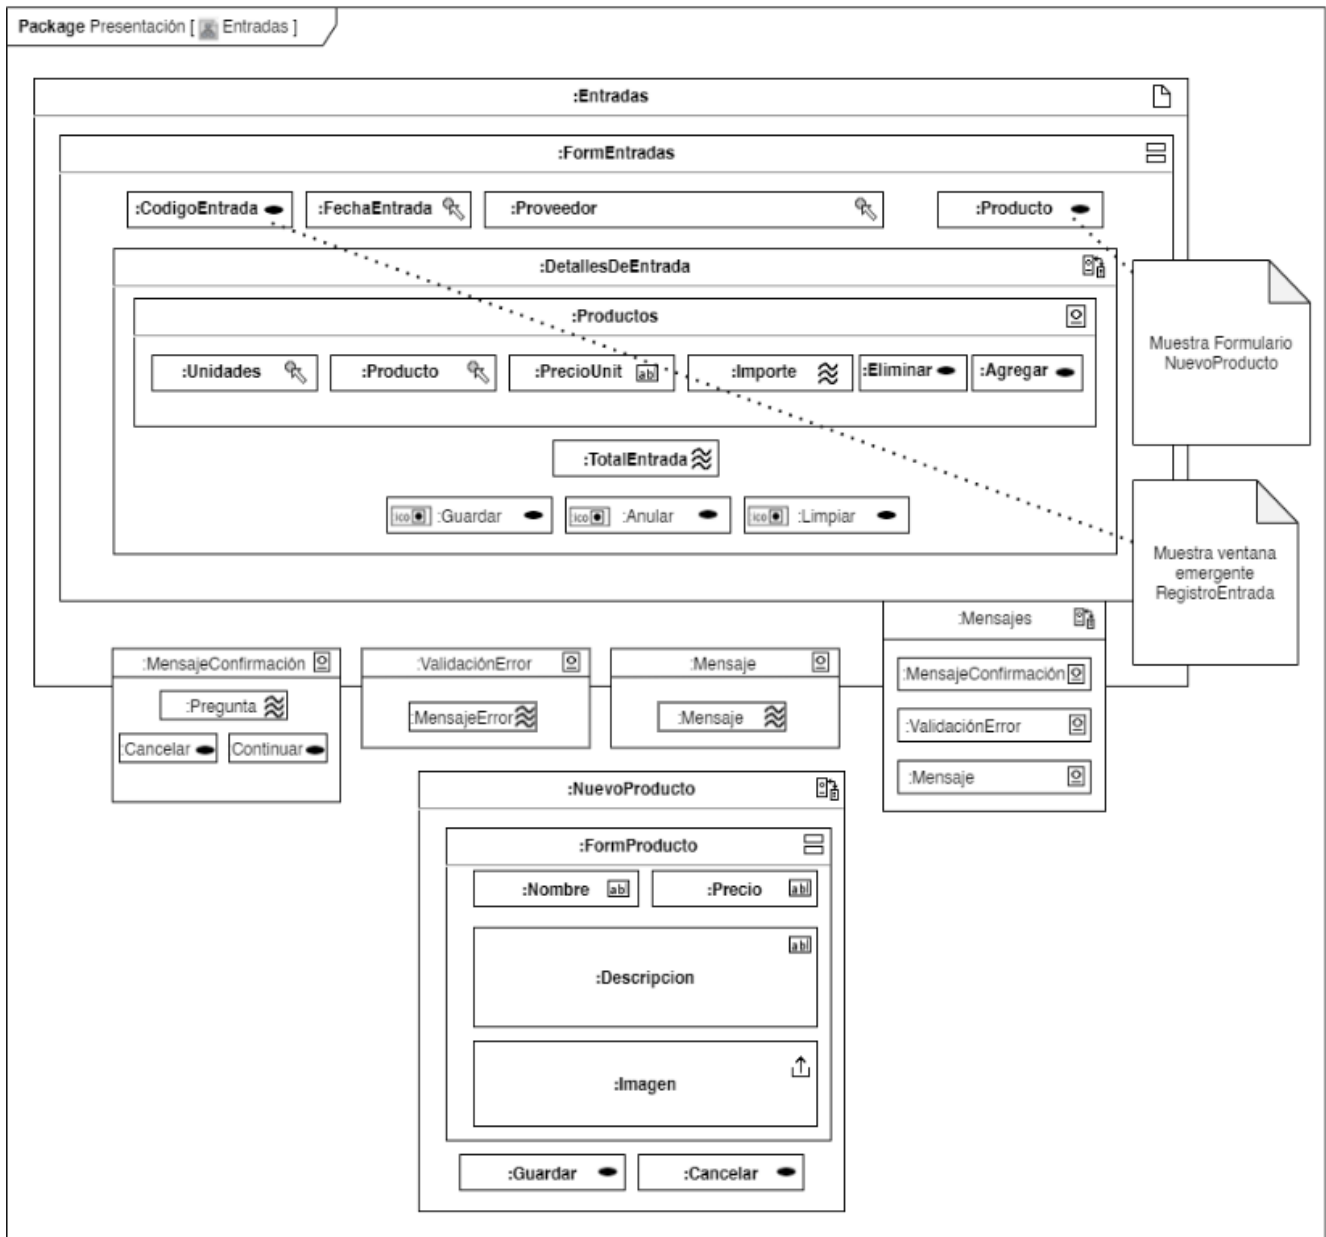 Package Presentación [ Entradas ]
:Entradas
:FormEntradas
:CodigoEntrada
:FechaEntrada
:Proveedor
:Producto
:DetallesDeEntrada
:Productos
:Unidades
:Producto
:PrecioUnit
ab
:Importe
:Eliminar
:Agregar
:TotalEntrada
ico
:Guardar
ico
:Anular
ico
:Limpiar
Muestra Formulario
NuevoProducto
Muestra ventana
emergente
RegistroEntrada
:MensajeConfirmación
:Pregunta
:Cancelar
Continuar
:ValidaciónError
:MensajeError
:Mensaje
:Mensaje
:Mensajes
:MensajeConfirmación
:ValidaciónError
:Mensaje
:NuevoProducto
:FormProducto
:Nombre
ab
:Precio
ab
ab
:Descripcion
:Imagen
:Guardar
:Cancelar